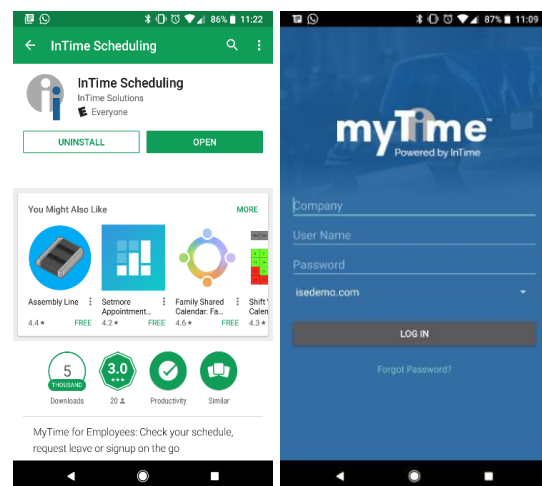 86% 11:22
InTime Scheduling
InTime Scheduling
InTime Solutions
E Everyone
UNINSTALL
OPEN
You Might Also Like
MORE
Assembly Line
4.4★ FREE
Setmore
Appointment...
4.2★ FREE
Family Shared
Calendar: Fa...
4.6★ FREE
Shift
Calen
4.3★
5
THOUSAND
Downloads
3.0
★★★
20
Productivity
Similar
MyTime for Employees: Check your schedule,
request leave or signup on the go
87% 11:09
myTime™
Powered by InTime
Company
User Name
Password
isedemo.com
LOG IN
Forgot Password?